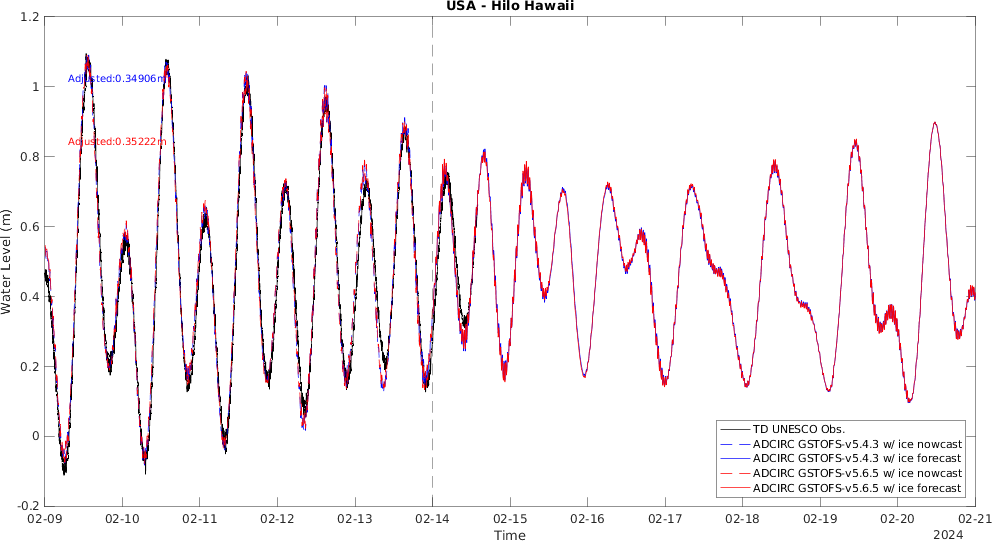 USA - Hilo Hawaii
1.2
1
0.8
0.6
0.4
0.2
0
-0.2
Water Level (m)
Adjusted:0.34906m
Adjusted:0.35222m
TD UNESCO Obs.
ADCIRC GSTOFS-v5.4.3 w/ ice nowcast
ADCIRC GSTOFS-v5.4.3 w/ ice forecast
ADCIRC GSTOFS-v5.6.5 w/ ice nowcast
ADCIRC GSTOFS-v5.6.5 w/ ice forecast
02-09 02-10 02-11 02-12 02-13 02-14 02-15 02-16 02-17 02-18 02-19 02-20 02-21
Time
2024